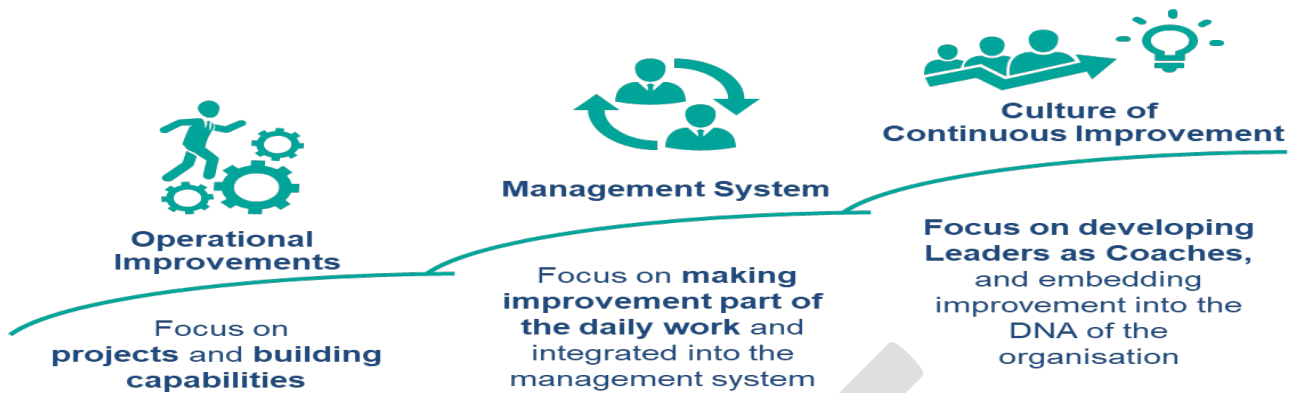 Operational
Improvements
Focus on
projects and building
capabilities
Management System
Focus on making
improvement part of
the daily work and
integrated into the
management system
Culture of
Continuous Improvement
Focus on developing
Leaders as Coaches,
and embedding
improvement into the
DNA of the
organisation